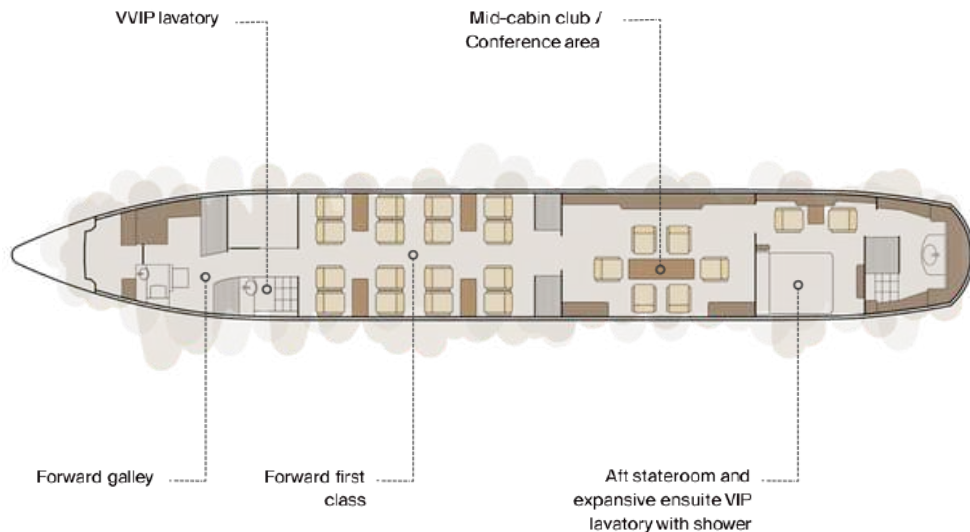 VVIP lavatory
Mid-cabin club /
Conference area
Forward galley
Forward first
class
Aft stateroom and
expansive ensuite VIP
lavatory with shower